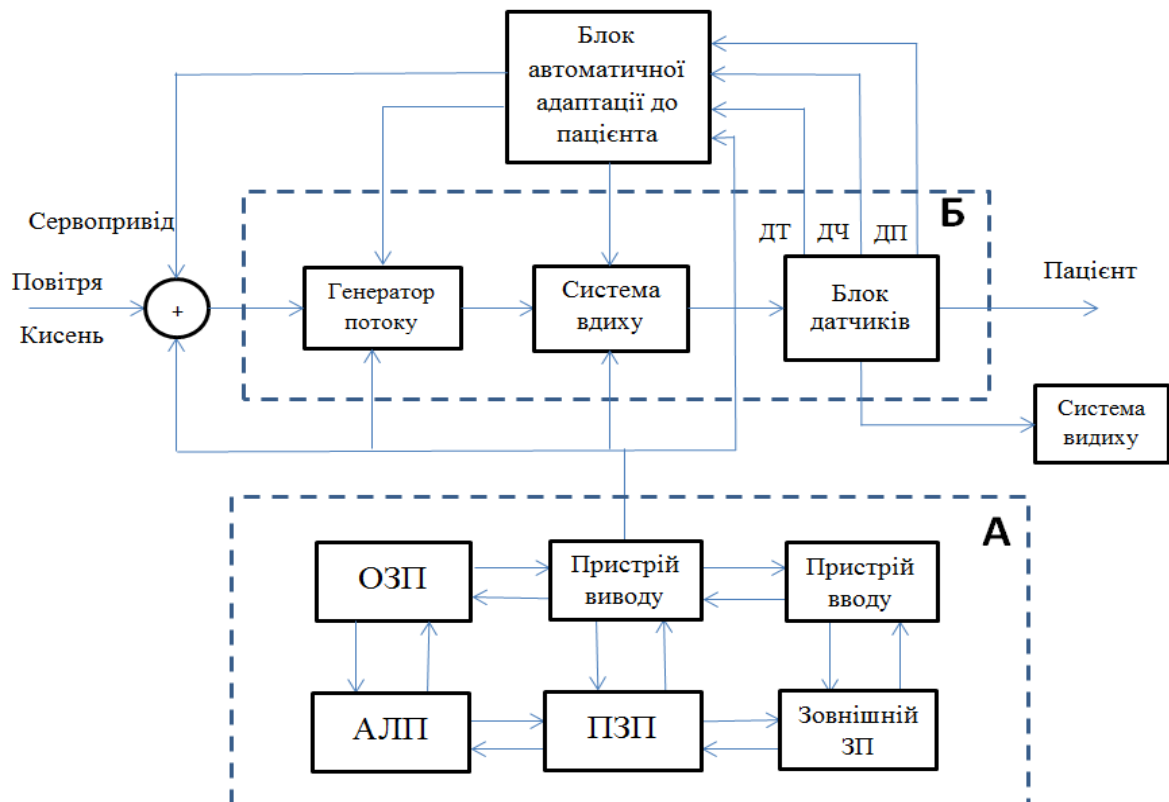 Блок
автоматичної
адаптації до
пацієнта
Сервопривід
Б
ДТ ДЧ ДП
Повітря
Кисень
+
Генератор
потоку
Система
вдиху
Блок
датчиків
Пацієнт
Система
видиху
А
ОЗП
Пристрій
виводу
Пристрій
вводу
АЛП
ПЗП
Зовнішній
ЗП